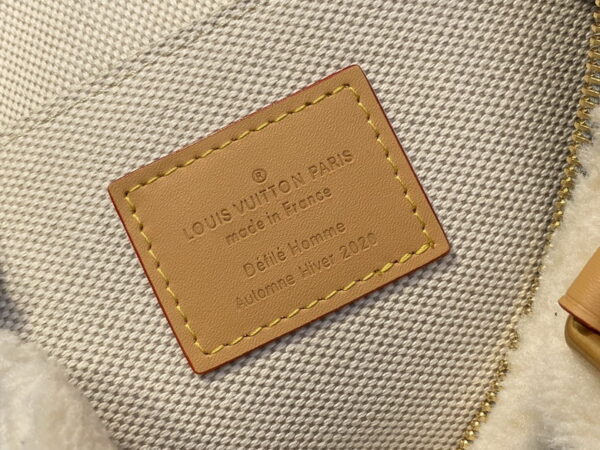 ®
LOUIS VUITTON PARIS
made in France
Défilé Homme
Automne Hiver 2020